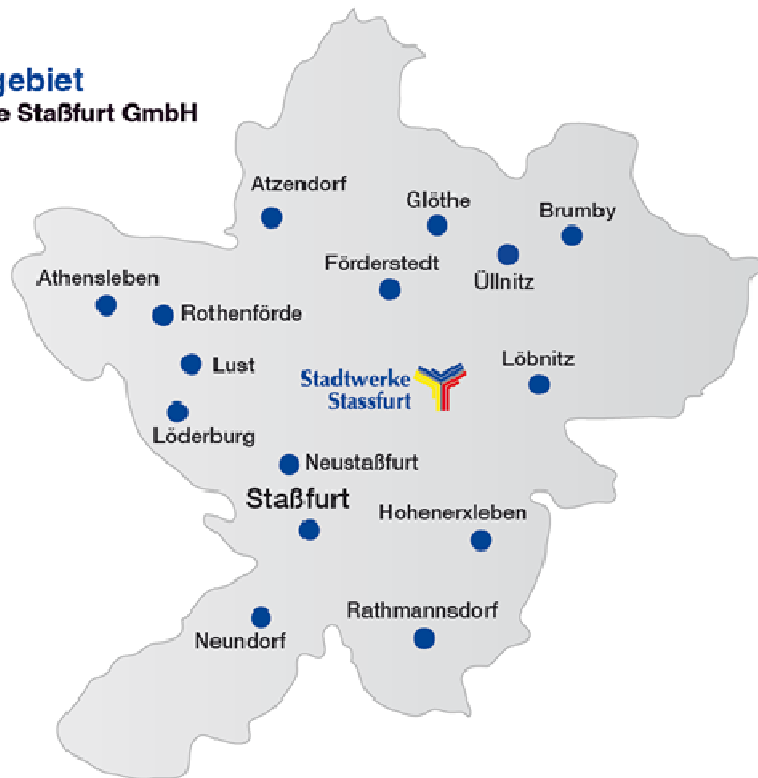 gebiet
e Staßfurt GmbH
Atzendorf
Glöthe
Brumby
Förderstedt
Üllnitz
Athensleben
Rothenförde
Lust
Löbnitz
Stadtwerke
Stassfurt
Löderburg
Neustaßfurt
Staßfurt
Hohenerxleben
Rathmannsdorf
Neundorf